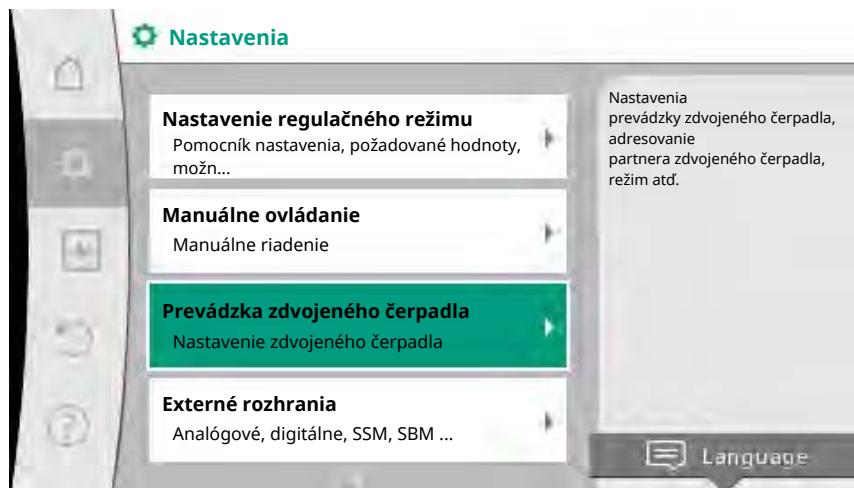 Nastavenia
Nastavenie regulačného režimu
Pomocník nastavenia, požadované hodnoty,
možn...
Manuálne ovládanie
Manuálne riadenie
Prevádzka zdvojeného čerpadla
Nastavenie zdvojeného čerpadla
Externé rozhrania
Analógové, digitálne, SSM, SBM ...
Nastavenia
prevádzky zdvojeného čerpadla,
adresovanie
partnera zdvojeného čerpadla,
režim atď.
Language